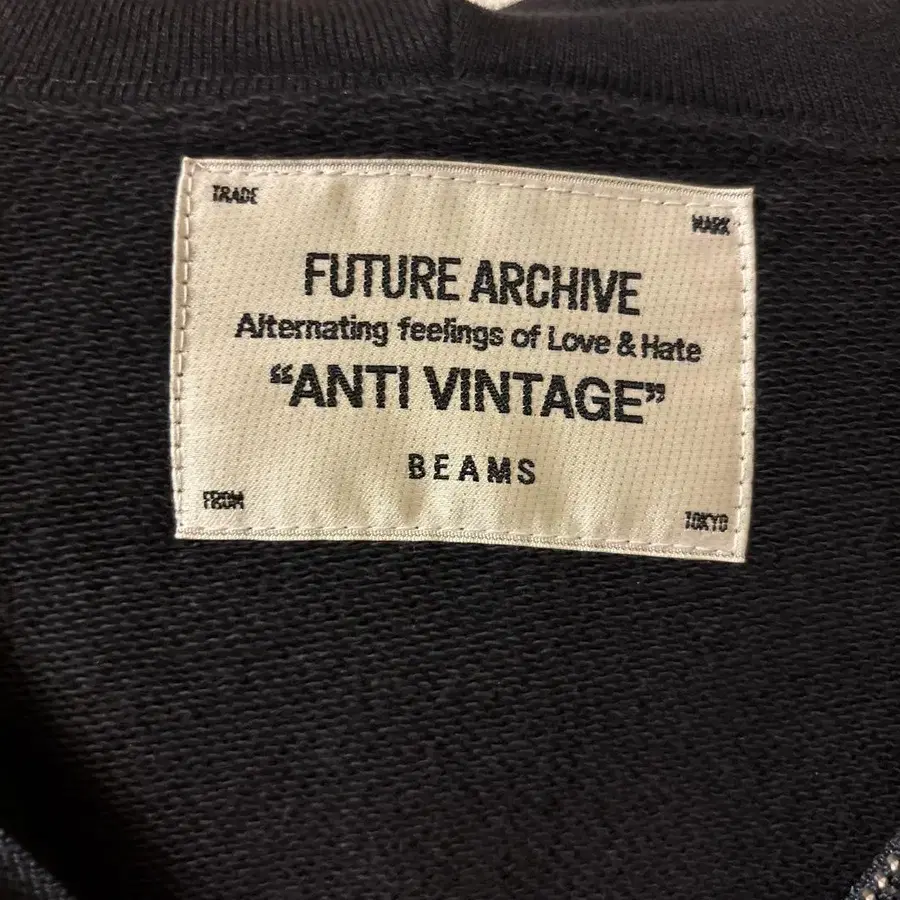 TRADE
MARK
FUTURE ARCHIVE
Alternating feelings of Love & Hate
“ANTI VINTAGE”
BEAMS
FROM
TOKYO